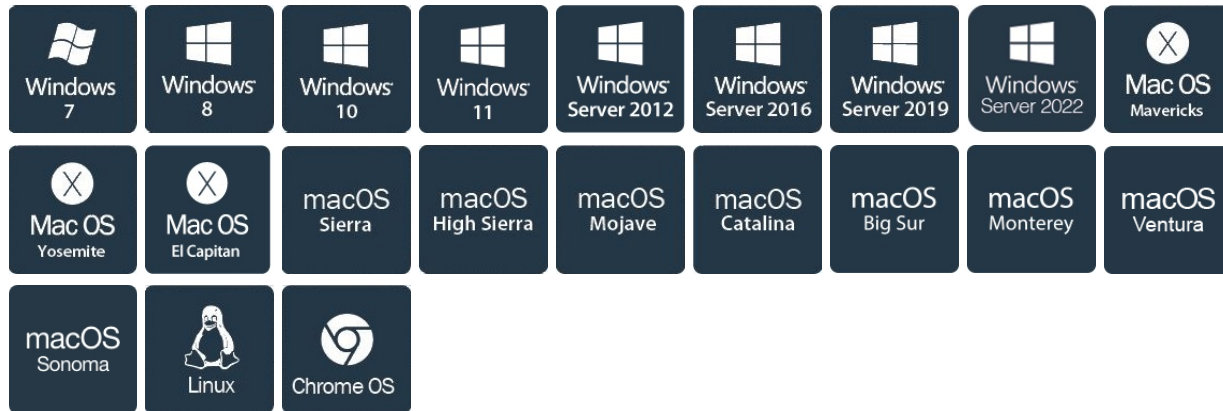 Windows
7
Windows
8
Windows
10
Windows
11
Windows
Server 2012
Windows
Server 2016
Windows
Server 2019
Windows
Server 2022
X
Mac OS
Mavericks
X
Mac OS
Yosemite
X
Mac OS
El Capitan
macOS
Sierra
macOS
High Sierra
macOS
Mojave
macOS
Catalina
macOS
Big Sur
macOS
Monterey
macOS
Ventura
macOS
Sonoma
Linux
Chrome OS